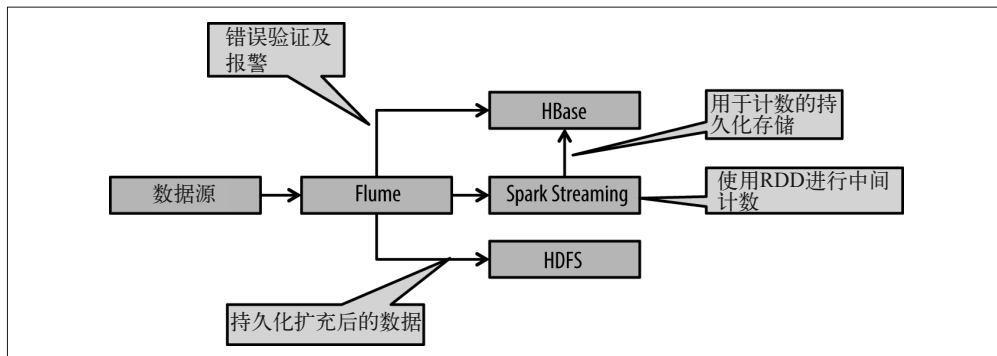 错误验证及
报警
HBase
用于计数的持
久化存储
数据源
Flume
Spark Streaming
使用RDD进行中间
计数
HDFS
持久化扩充后的数据